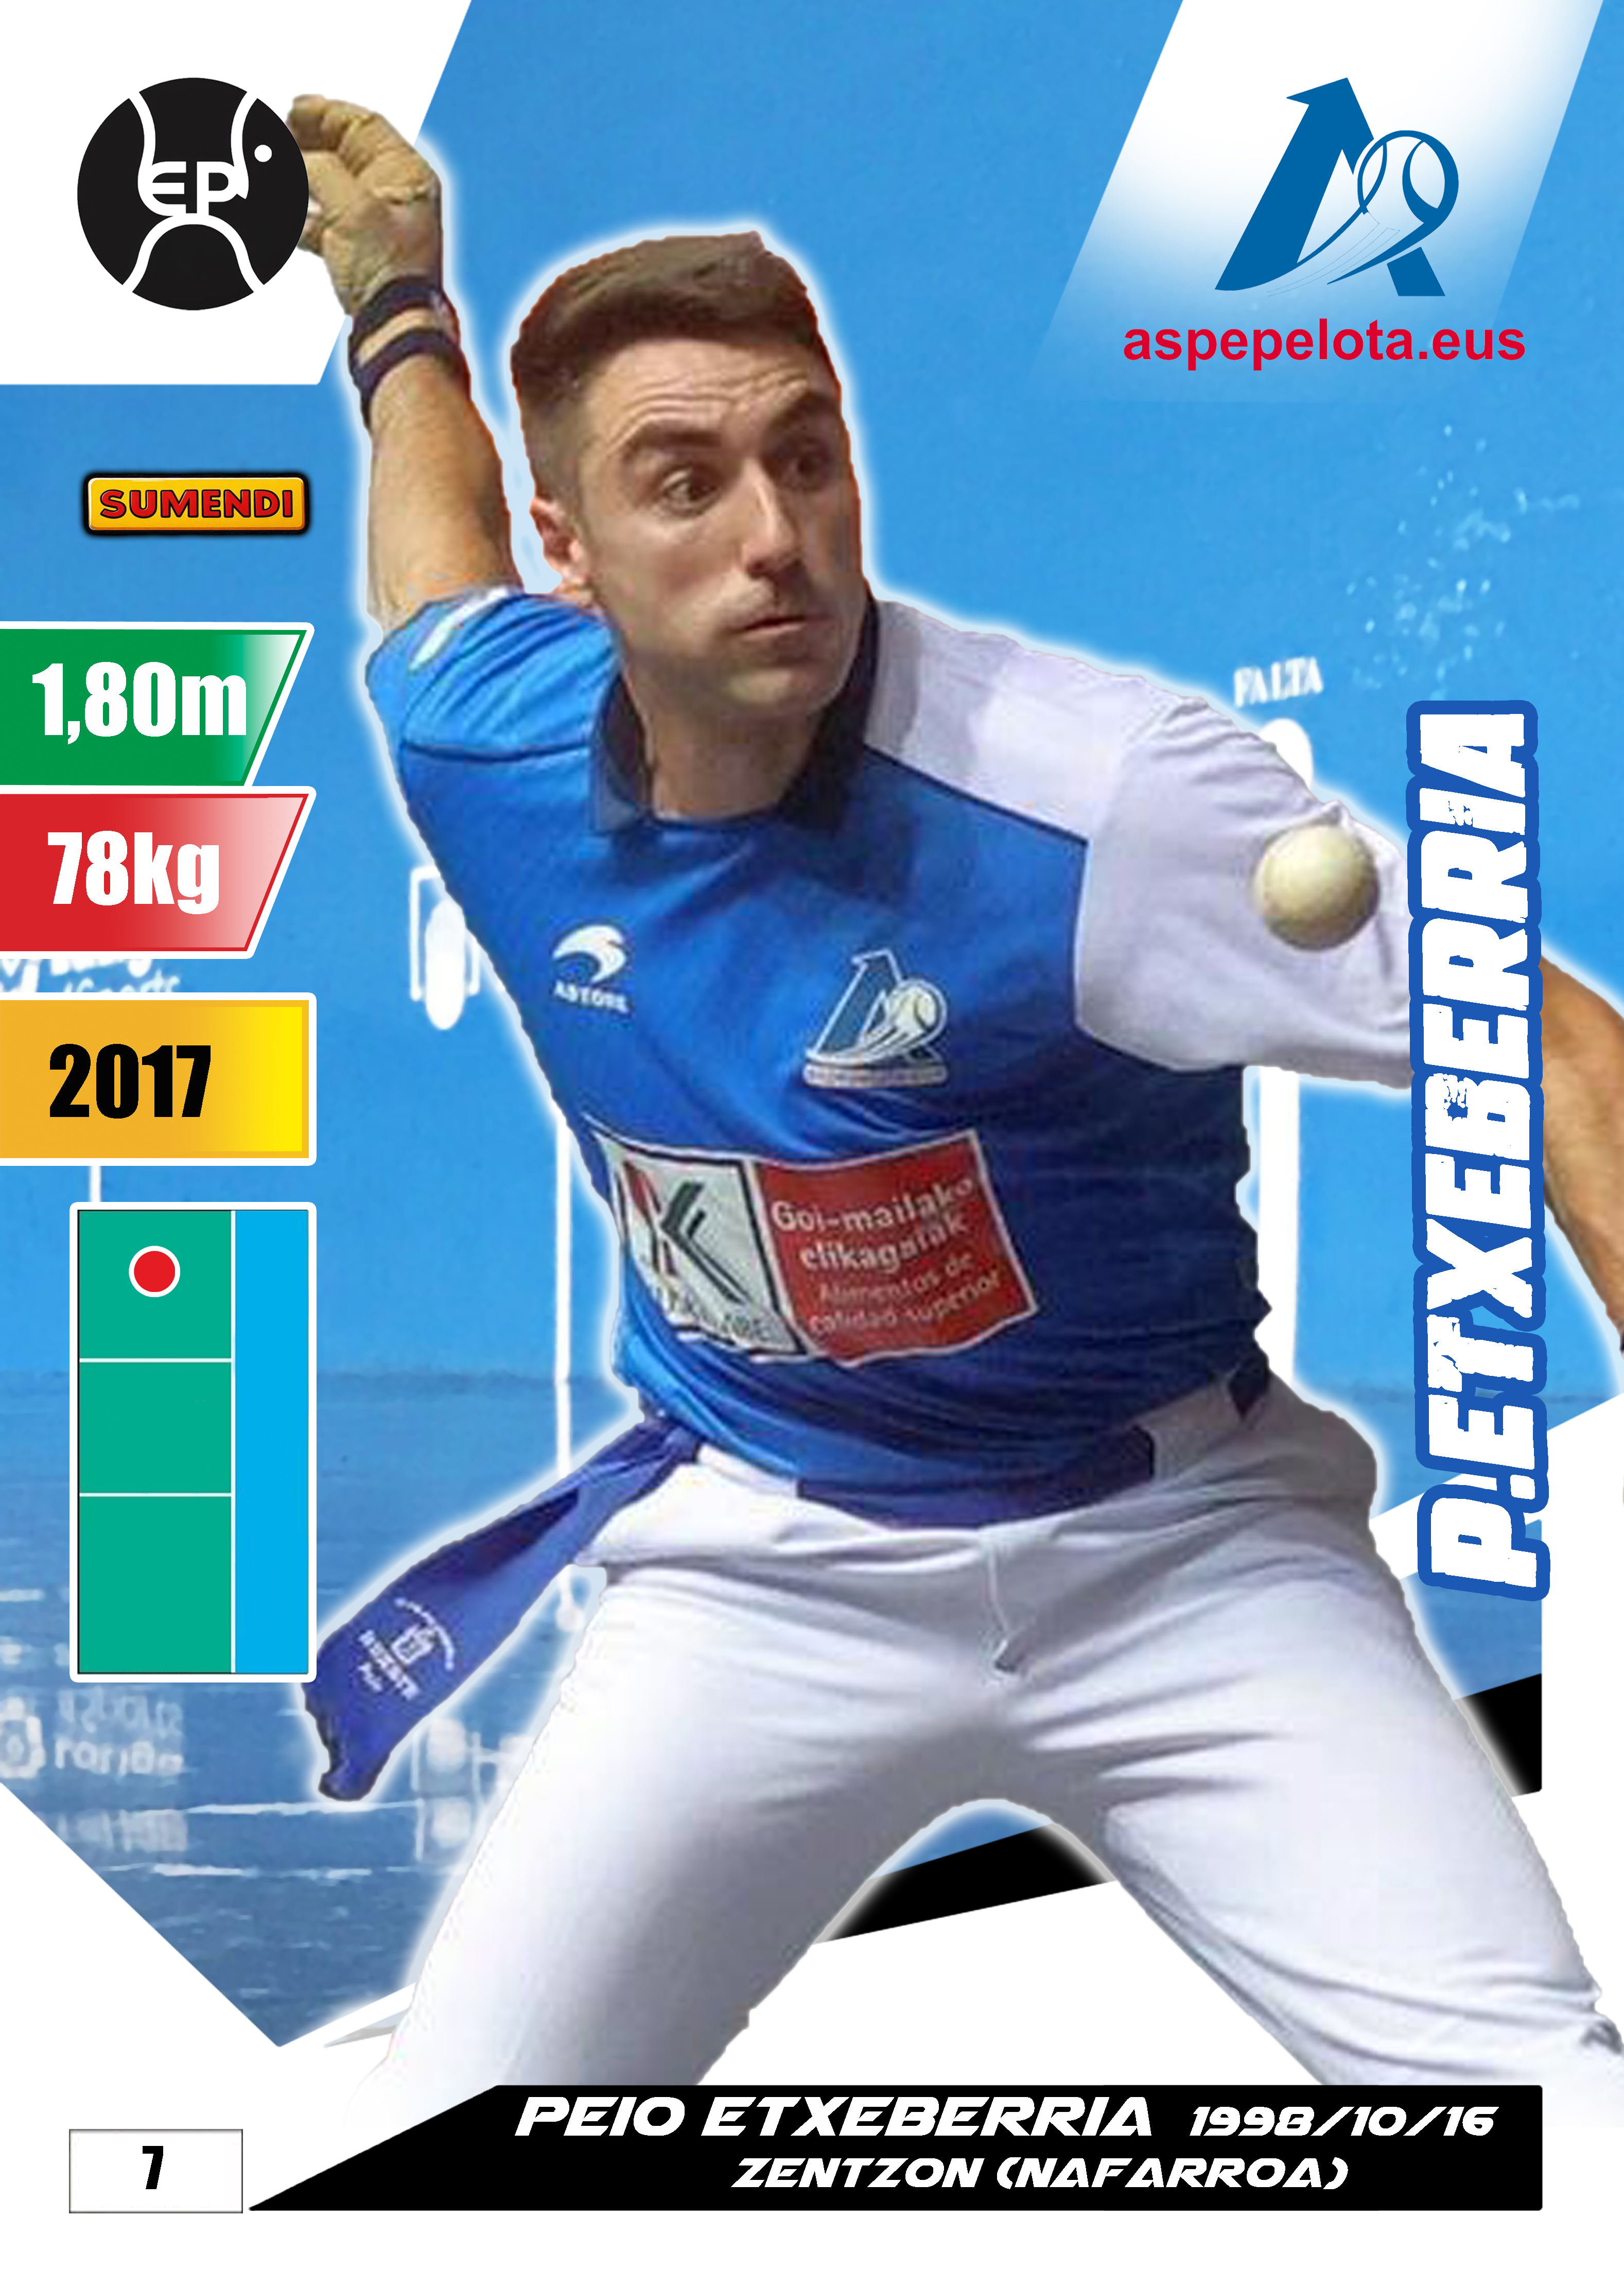 EP
aspepelota.eus
SUMENDI
1,80m
78kg
2017
FALTA
P.ETXEBERRIA
ASTORE
K
Goi-mailako
elikagaiak
Alimentos de
calidad superior
PEIO ETXEBERRIA 1998/10/16
ZENTZON (NAFARROA)
7